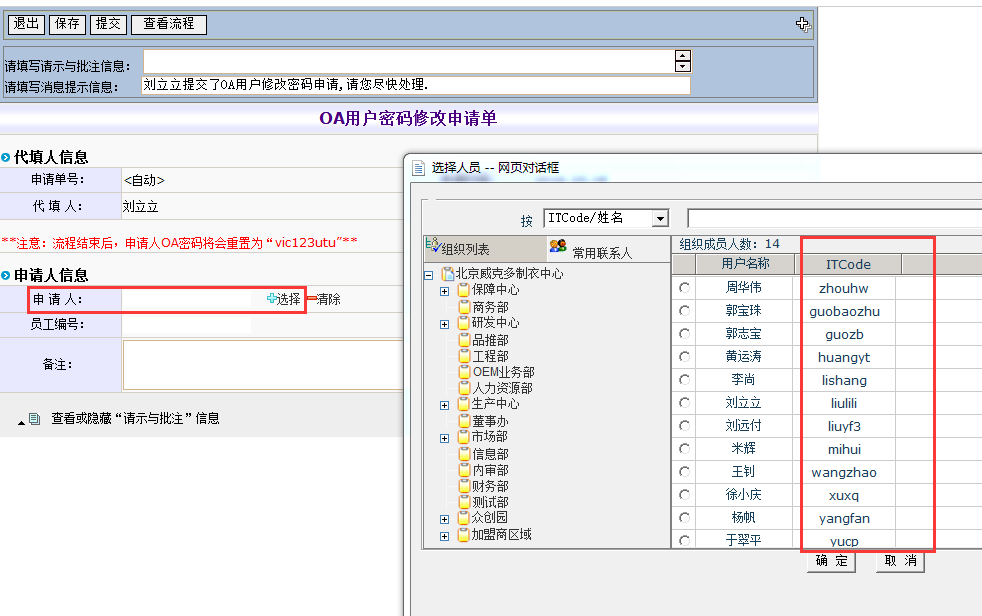 退出 保存 提交 查看流程
请填写请示与批注信息：
请填写消息提示信息： 刘立立提交了OA用户修改密码申请,请您尽快处理.
OA用户密码修改申请单
代填人信息
申请单号： <自动>
代 填 人： 刘立立
**注意：流程结束后，申请人OA密码将会重置为“vic123utu”**
申请人信息
申 请 人： 选择 清除
员工编号：
备注：
查看或隐藏“请示与批注”信息
选择人员 -- 网页对话框
按 ITCode/姓名
组织列表 常用联系人
北京威克多制衣中心
保障中心
商务部
研发中心
品推部
工程部
OEM业务部
人力资源部
生产中心
董事办
市场部
信息部
内审部
财务部
测试部
众创园
加盟商区域
组织成员人数：14
用户名称 ITCode
周华伟 zhouhw
郭宝珠 guobaozhu
郭志宝 guozb
黄运涛 huangyt
李尚 lishang
刘立立 liulili
刘远付 liuyf3
米辉 mihui
王钊 wangzhao
徐小庆 xuxq
杨帆 yangfan
于翠平 yucp
确 定 取 消